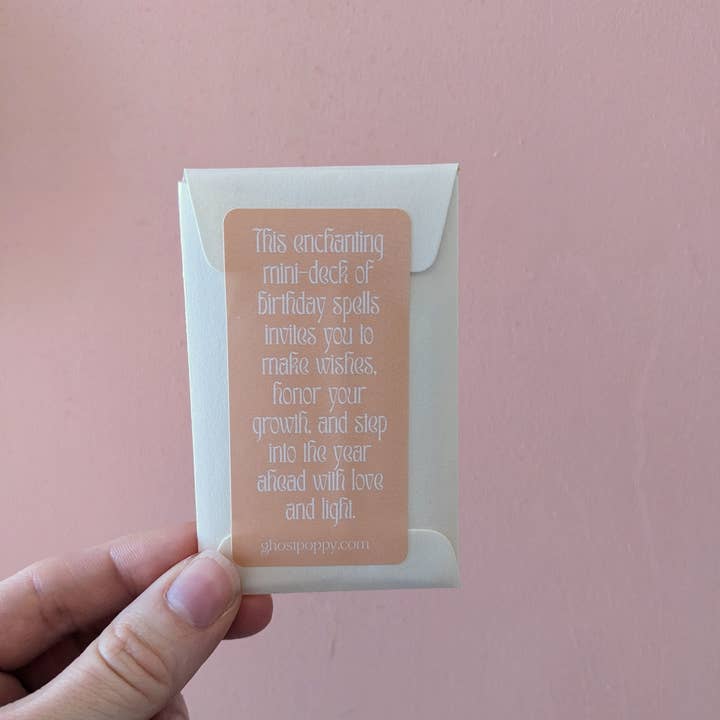 This enchanting
mini-deck of
birthday spells
invites you to
make wishes,
honor your
growth, and step
into the year
ahead with love
and light.
ghostpoppy.com